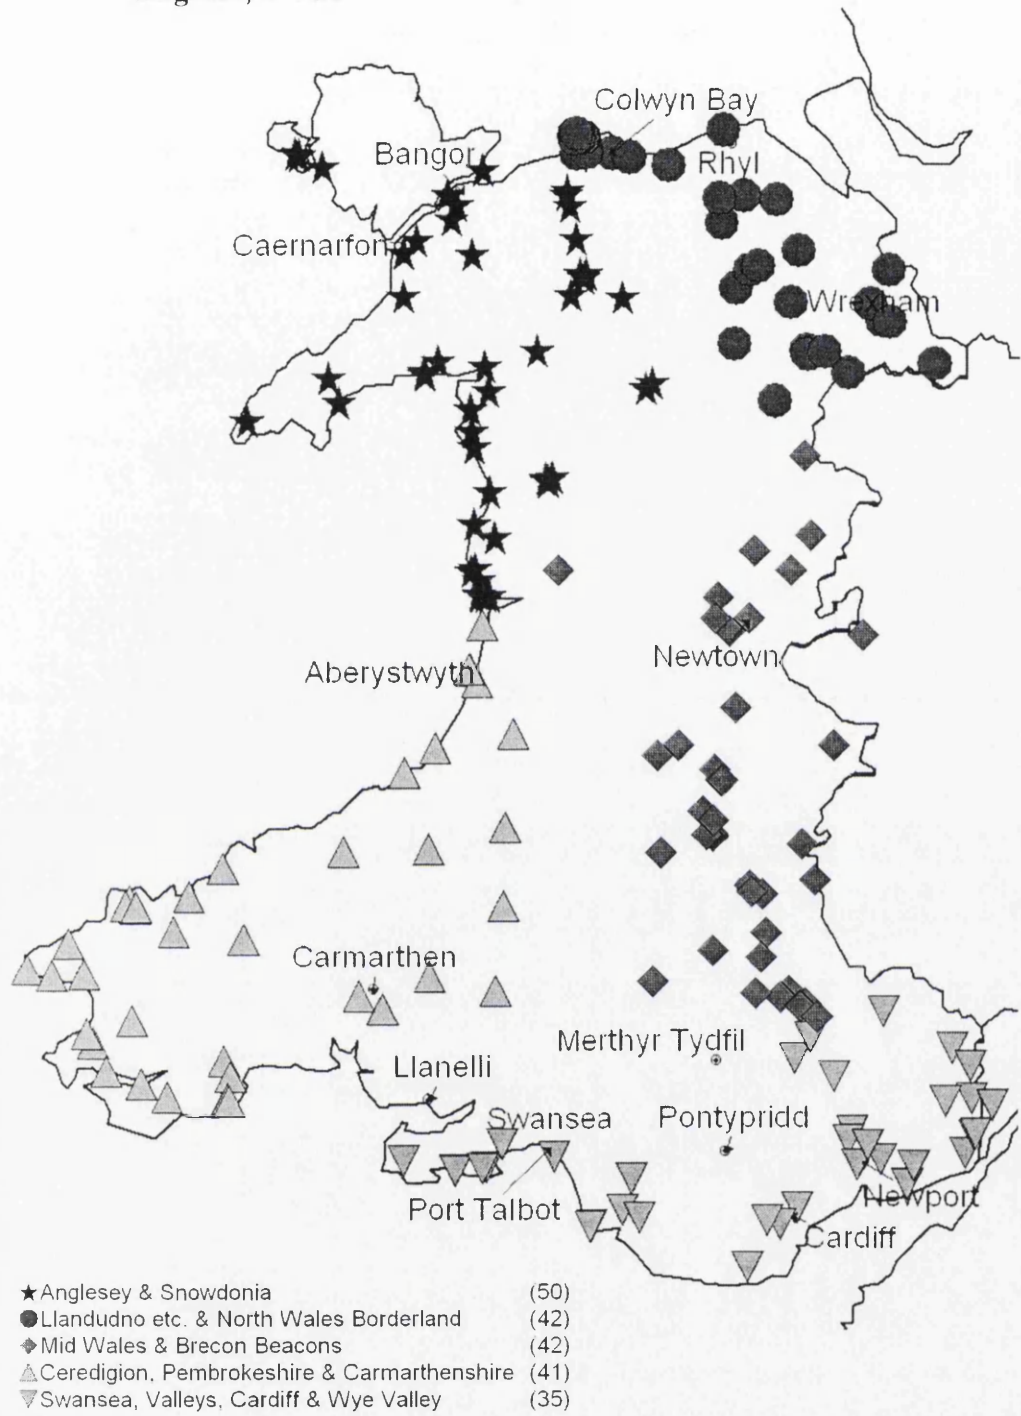 Colwyn Bay
Bangor
Rhyl
Caernarfon
Wrexham
Newtown
Aberystwyth
Carmarthen
Merthyr Tydfil
Llanelli
Swansea
Pontypridd
Port Talbot
Newport
Cardiff
Anglesey & Snowdonia (50)
Llandudno etc. & North Wales Borderland (42)
Mid Wales & Brecon Beacons (42)
Ceredigion, Pembrokeshire & Carmarthenshire (41)
Swansea, Valleys, Cardiff & Wye Valley (35)